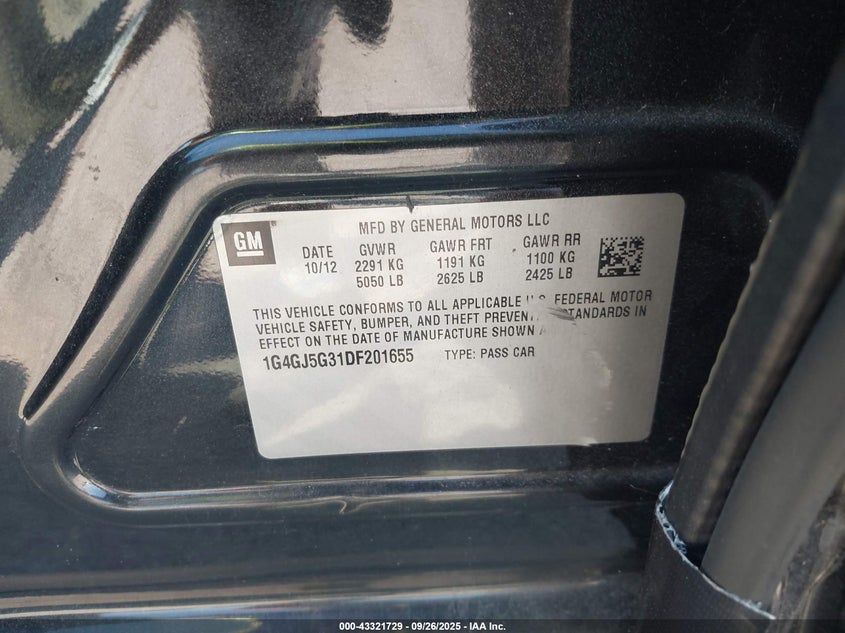 MFD BY GENERAL MOTORS LLC
GM
DATE GVWR GAWR FRT GAWR RR
10/12 2291 KG 1191 KG 1100 KG
5050 LB 2625 LB 2425 LB
THIS VEHICLE CONFORMS TO ALL APPLICABLE U.S. FEDERAL MOTOR
VEHICLE SAFETY, BUMPER, AND THEFT PREVENTION STANDARDS IN
EFFECT ON THE DATE OF MANUFACTURE SHOWN
1G4GJ5G31DF201655 TYPE: PASS CAR
000-43321729 - 09/26/2025 - IAA Inc.